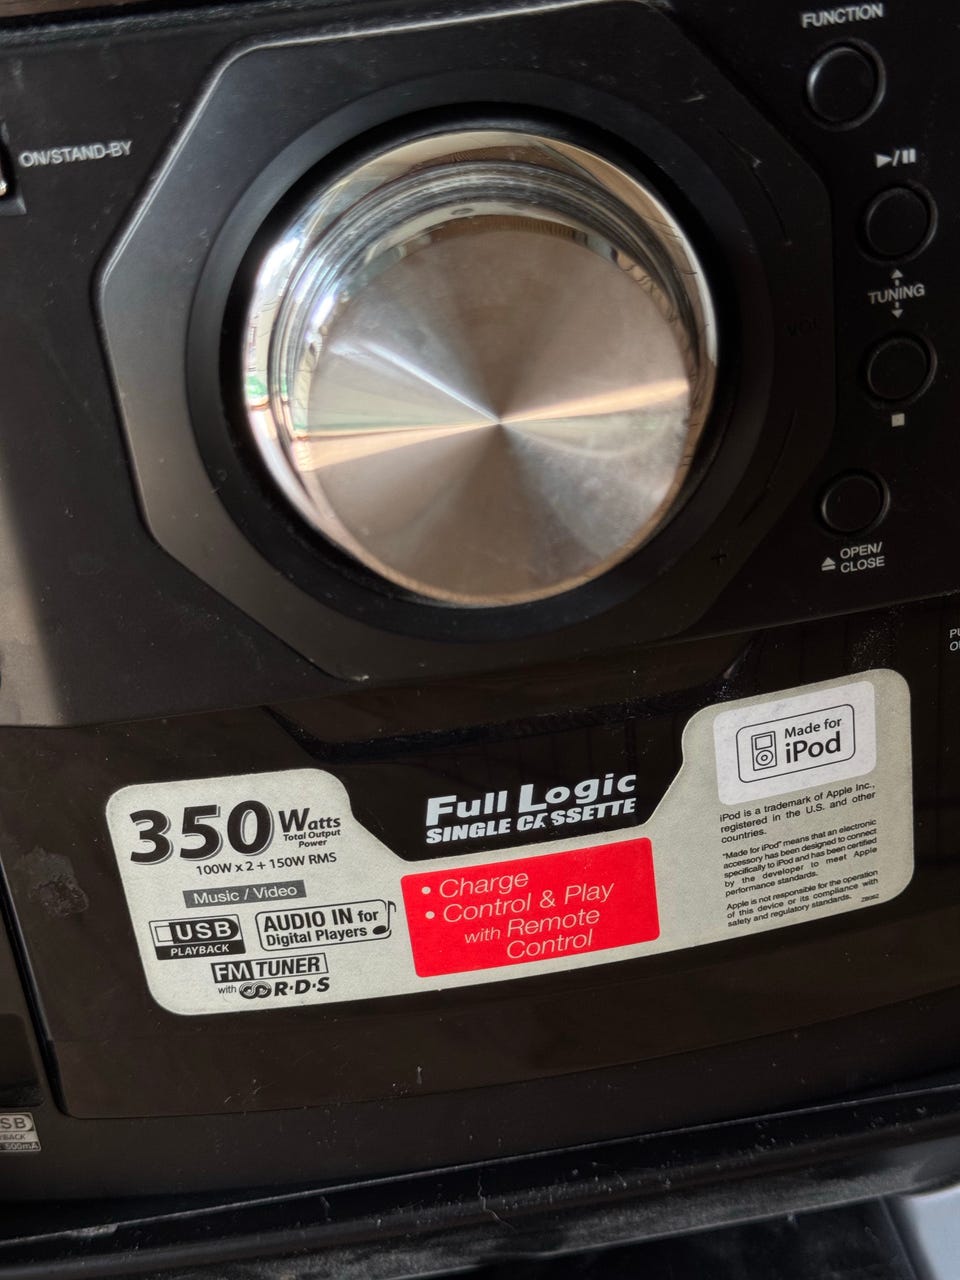 FUNCTION
ON/STAND-BY
TUNING
VOL
OPEN/
CLOSE
350 Watts
Total Output
Power
100W x 2 + 150W RMS
Music / Video
USB
PLAYBACK
AUDIO IN for
Digital Players
FM TUNER
with R·D·S
Full Logic
SINGLE CASSETTE
• Charge
• Control & Play
with Remote
Control
Made for
iPod
iPod is a trademark of Apple Inc.,
registered in the U.S. and other
countries.
"Made for iPod" means that an electronic
accessory has been designed to connect
specifically to iPod and has been certified
by the developer to meet Apple
performance standards.
Apple is not responsible for the operation
of this device or its compliance with
safety and regulatory standards.
SB
YBACK
500mA